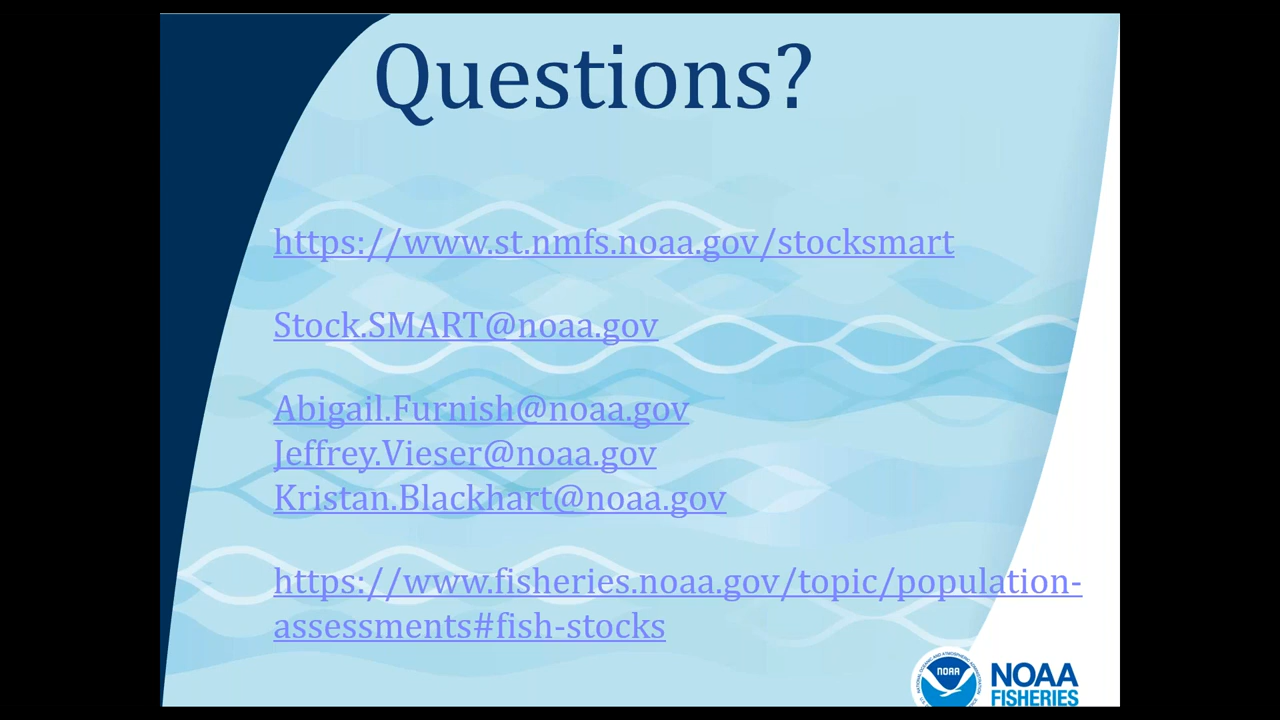 Questions?
https://www.st.nmfs.noaa.gov/stocksmart
Stock.SMART@noaa.gov
Abigail.Furnish@noaa.gov
Jeffrey.Vieser@noaa.gov
Kristan.Blackhart@noaa.gov
https://www.fisheries.noaa.gov/topic/population-
assessments#fish-stocks
NOAA
NOAA
FISHERIES